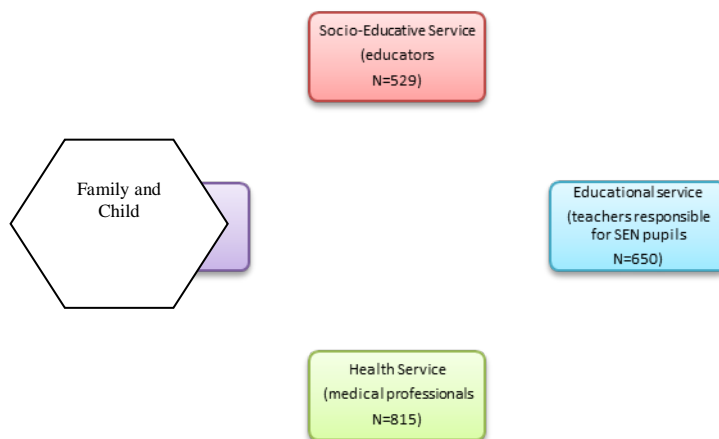 Socio-Educative Service
(educators
N=529)
Family and
Child
Educational service
(teachers responsible
for SEN pupils
N=650)
Health Service
(medical professionals
N=815)